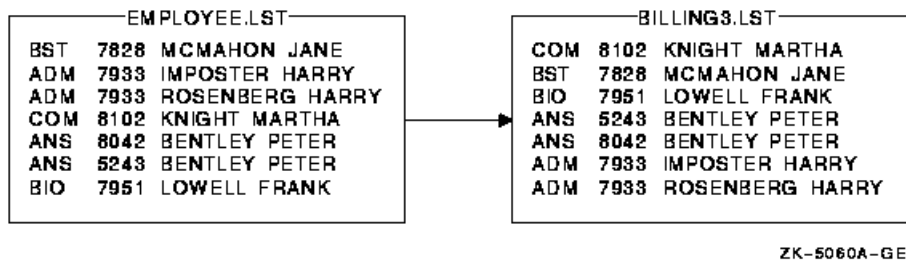 EMPLOYEE.LST
BST 7828 MCMAHON JANE
ADM 7933 IMPOSTER HARRY
ADM 7933 ROSENBERG HARRY
COM 8102 KNIGHT MARTHA
ANS 8042 BENTLEY PETER
ANS 5243 BENTLEY PETER
BIO 7951 LOWELL FRANK
BILLING3.LST
COM 8102 KNIGHT MARTHA
BST 7828 MCMAHON JANE
BIO 7951 LOWELL FRANK
ANS 5243 BENTLEY PETER
ANS 8042 BENTLEY PETER
ADM 7933 IMPOSTER HARRY
ADM 7933 ROSENBERG HARRY
ZK-5060A-GE